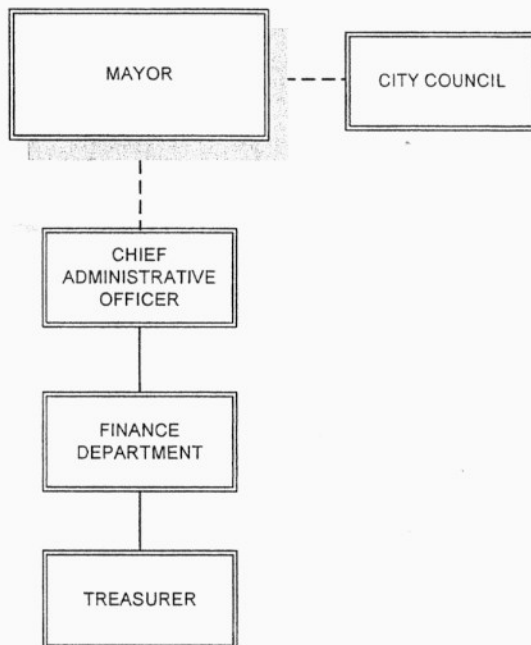 MAYOR
CITY COUNCIL
CHIEF
ADMINISTRATIVE
OFFICER
FINANCE
DEPARTMENT
TREASURER